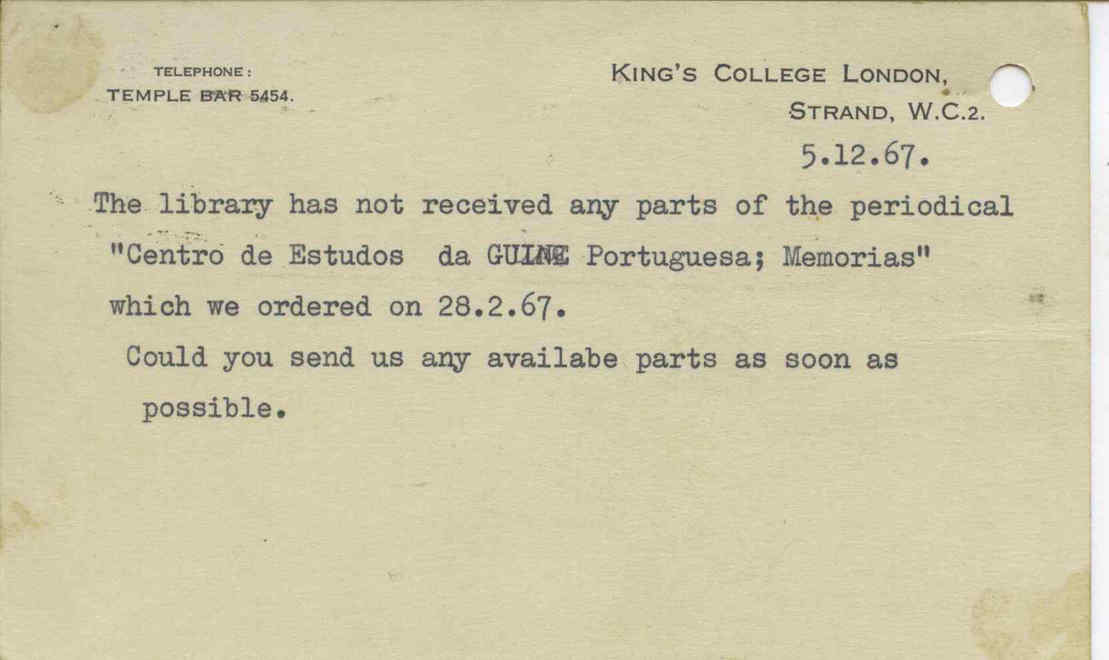 TELEPHONE:
TEMPLE BAR 5454.
KING'S COLLEGE LONDON,
STRAND, W.C.2.
5.12.67.
The library has not received any parts of the periodical
"Centro de Estudos da GUINE Portuguesa; Memorias"
which we ordered on 28.2.67.
Could you send us any availabe parts as soon as
possible.